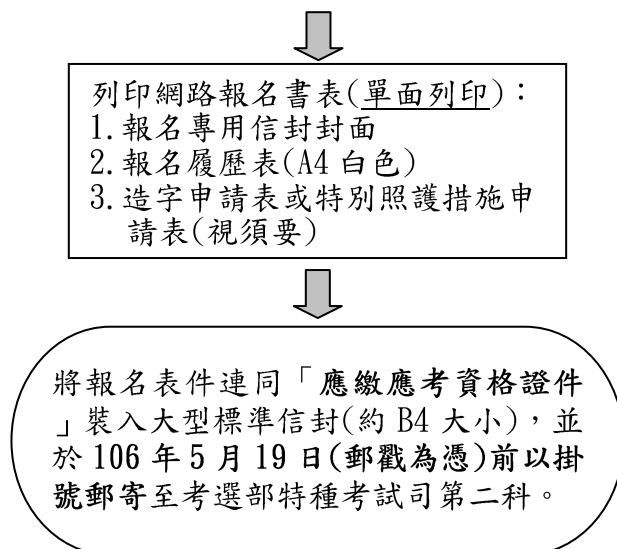 列印網路報名書表(單面列印)：
1.報名專用信封封面
2.報名履歷表(A4 白色)
3.造字申請表或特別照護措施申
請表(視須要)
將報名表件連同「應繳應考資格證件
」裝入大型標準信封(約 B4 大小)，並
於 106 年 5 月 19 日(郵戳為憑)前以掛
號郵寄至考選部特種考試司第二科。